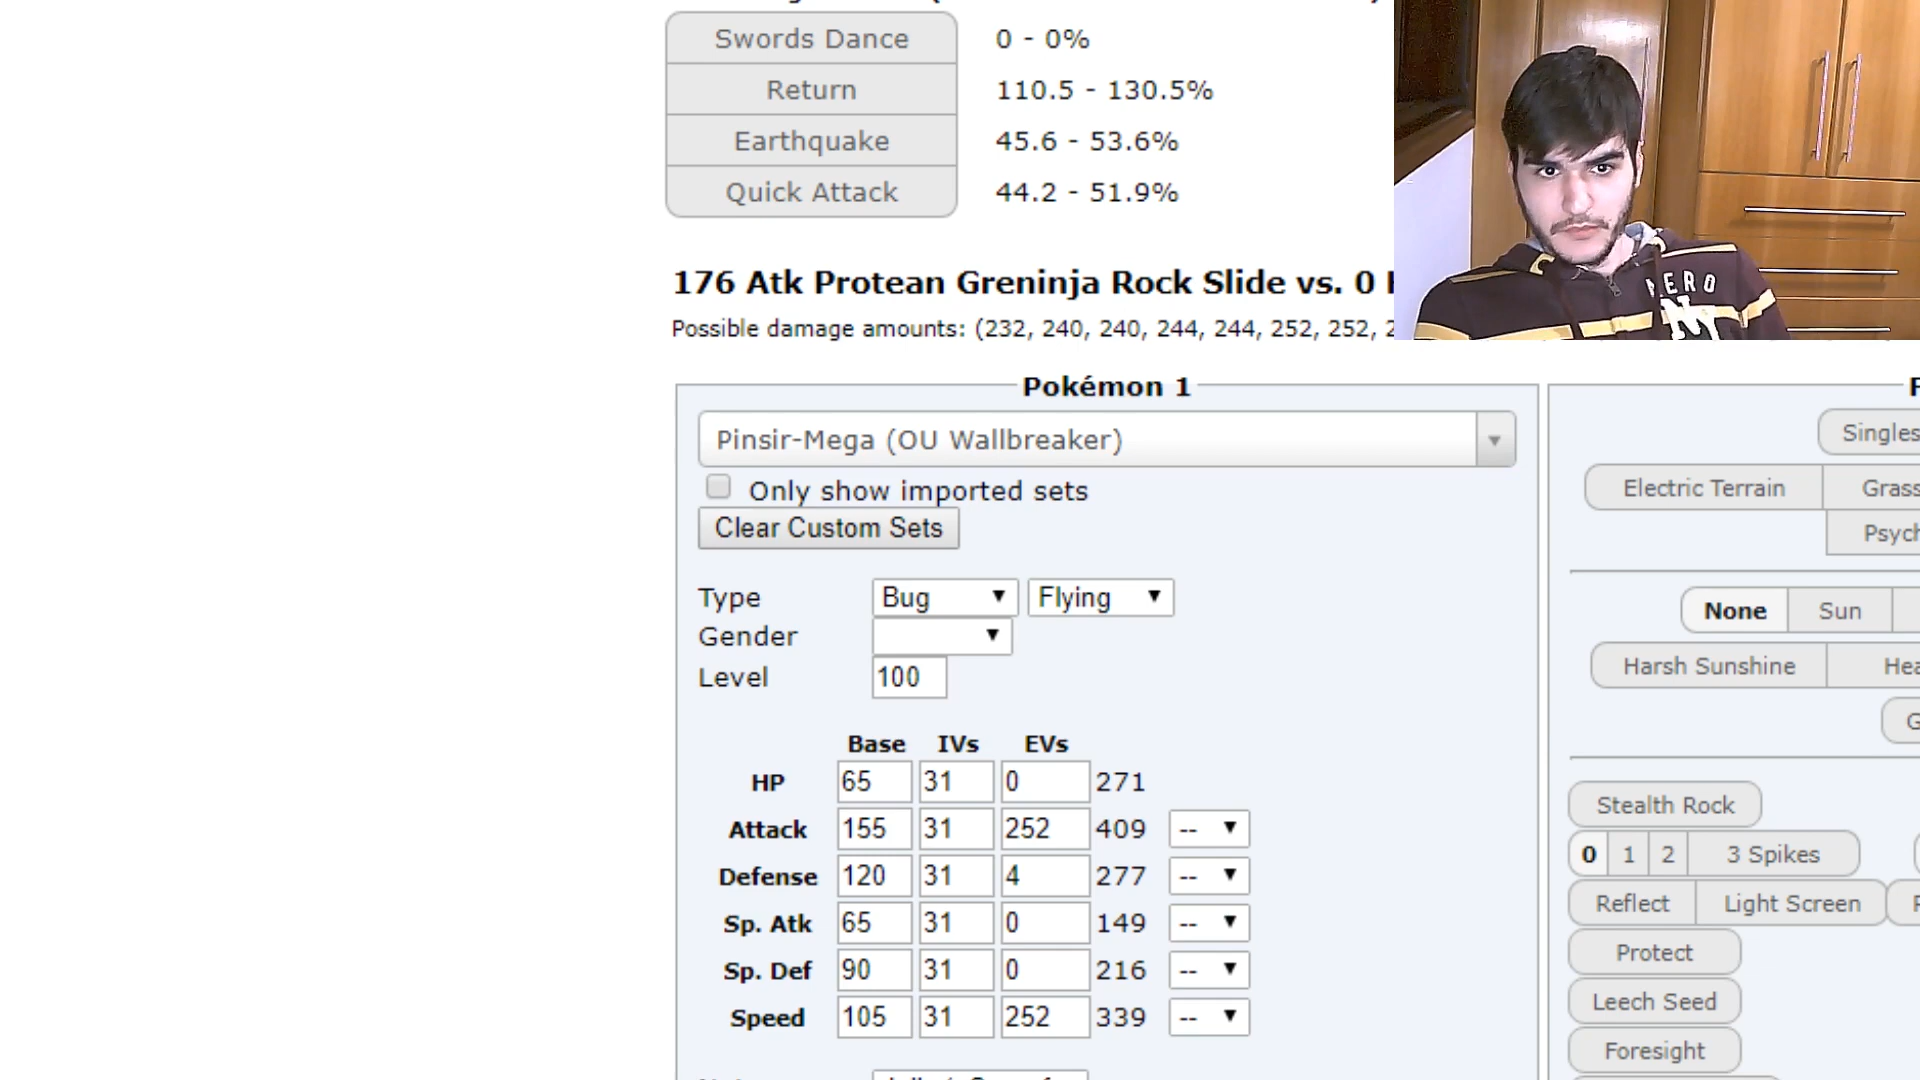 Swords Dance 0 - 0%
Return 110.5 - 130.5%
Earthquake 45.6 - 53.6%
Quick Attack 44.2 - 51.9%
176 Atk Protean Greninja Rock Slide vs. 0
Possible damage amounts: (232, 240, 240, 244, 244, 252, 252,
Pokémon 1
Pinsir-Mega (OU Wallbreaker)
Only show imported sets
Clear Custom Sets
Type Bug Flying
Gender
Level 100
Base IVs EVs
HP 65 31 0 271
Attack 155 31 252 409 --
Defense 120 31 4 277 --
Sp. Atk 65 31 0 149 --
Sp. Def 90 31 0 216 --
Speed 105 31 252 339 --
Singles
Electric Terrain Grass
Psych
None Sun
Harsh Sunshine Hea
Stealth Rock
0 1 2 3 Spikes
Reflect Light Screen
Protect
Leech Seed
Foresight